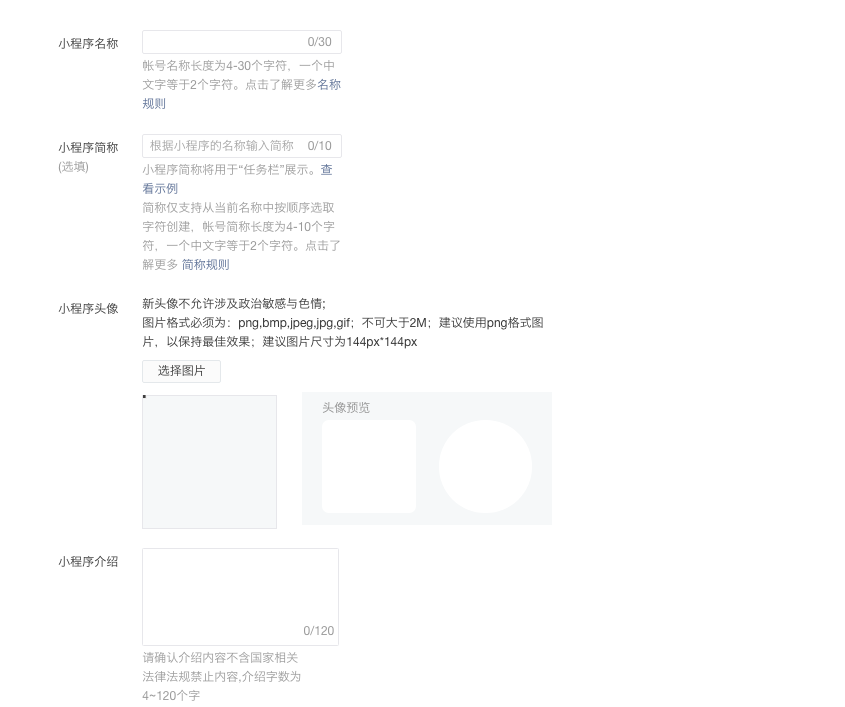 小程序名称
0/30
帐号名称长度为4-30个字符，一个中
文字等于2个字符。点击了解更多名称
规则
小程序简称
(选填)
根据小程序的名称输入简称 0/10
小程序简称将用于“任务栏”展示。查
看示例
简称仅支持从当前名称中按顺序选取
字符创建，帐号简称长度为4-10个字
符，一个中文字等于2个字符。点击了
解更多 简称规则
小程序头像
新头像不允许涉及政治敏感与色情;
图片格式必须为：png,bmp,jpeg,jpg,gif；不可大于2M；建议使用png格式图
片，以保持最佳效果；建议图片尺寸为144px*144px
选择图片
头像预览
小程序介绍
0/120
请确认介绍内容不含国家相关
法律法规禁止内容,介绍字数为
4~120个字